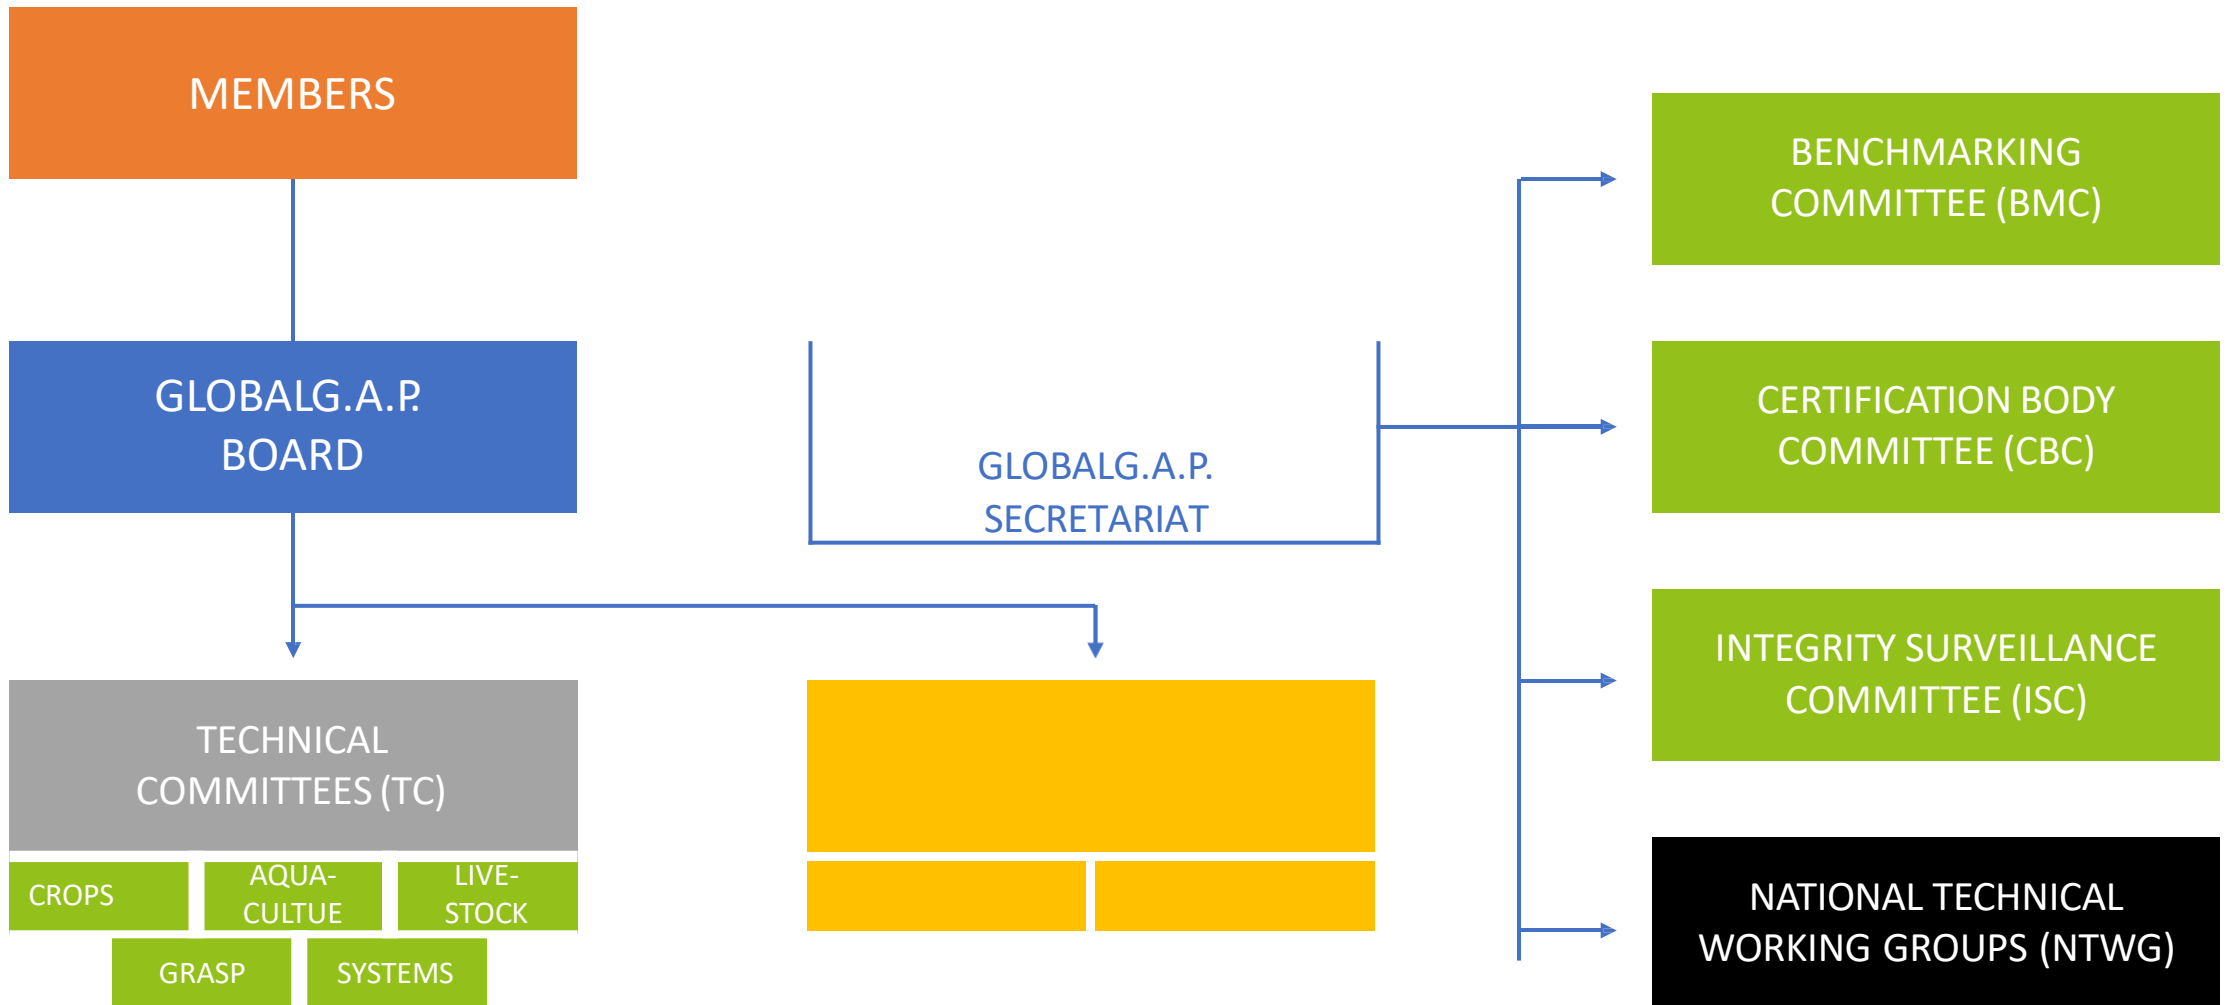 MEMBERS
GLOBALG.A.P.
BOARD
GLOBALG.A.P.
SECRETARIAT
TECHNICAL
COMMITTEES (TC)
CROPS
AQUA-
CULTUE
LIVE-
STOCK
GRASP
SYSTEMS
BENCHMARKING
COMMITTEE (BMC)
CERTIFICATION BODY
COMMITTEE (CBC)
INTEGRITY SURVEILLANCE
COMMITTEE (ISC)
NATIONAL TECHNICAL
WORKING GROUPS (NTWG)